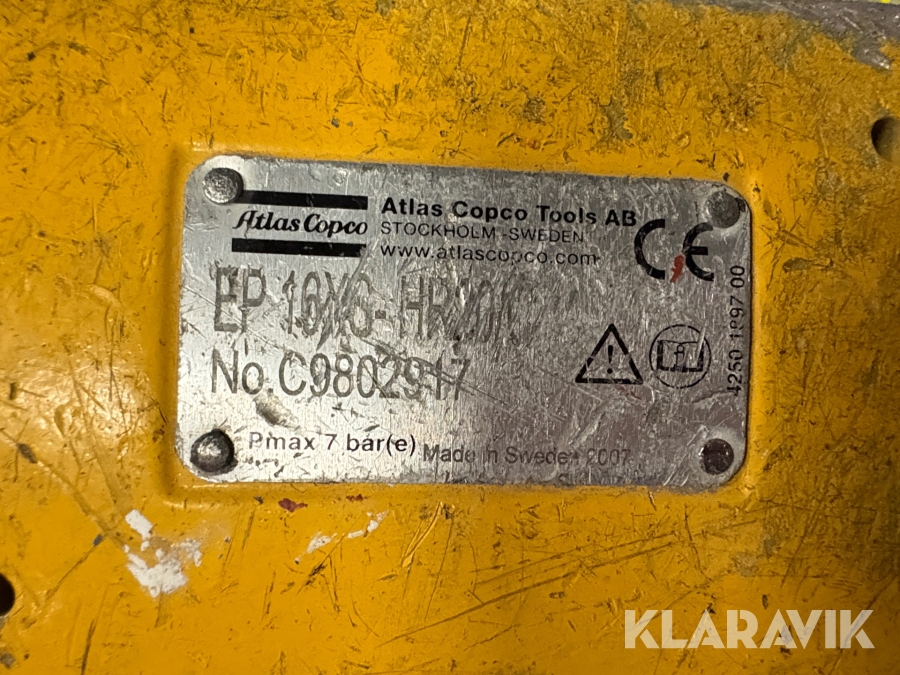 Atlas Copco
Atlas Copco Tools AB
STOCKHOLM - SWEDEN
www.atlascopco.com
CE
No. C9802917
4250 1897 00
Pmax 7 bar(e)
Made in Sweden 2007
KLARAVIK